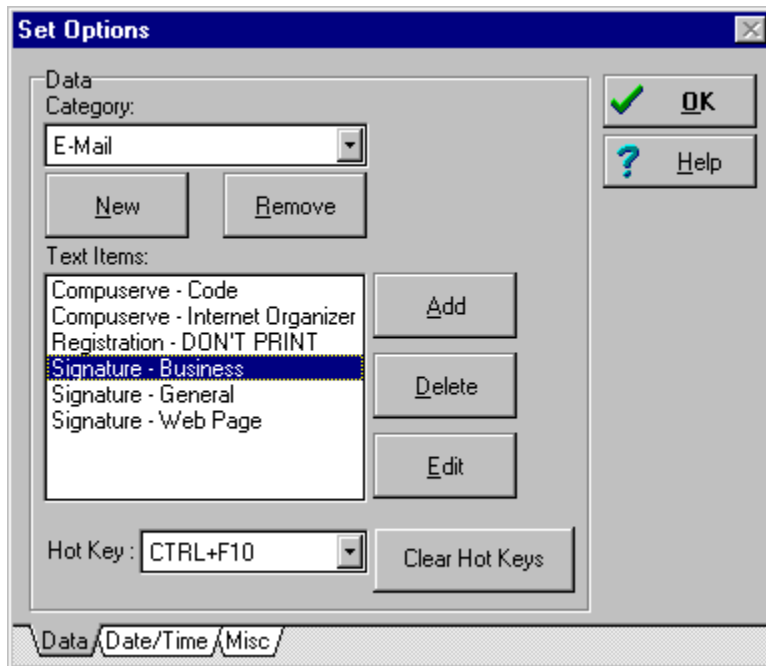 Set Options
Data
Category:
E-Mail
New
Remove
Text Items:
Compuserve - Code
Compuserve - Internet Organizer
Registration - DON'T PRINT
Signature - Business
Signature - General
Signature - Web Page
Add
Delete
Edit
Hot Key :
CTRL+F10
Clear Hot Keys
OK
? Help
Data
Date/Time
Misc